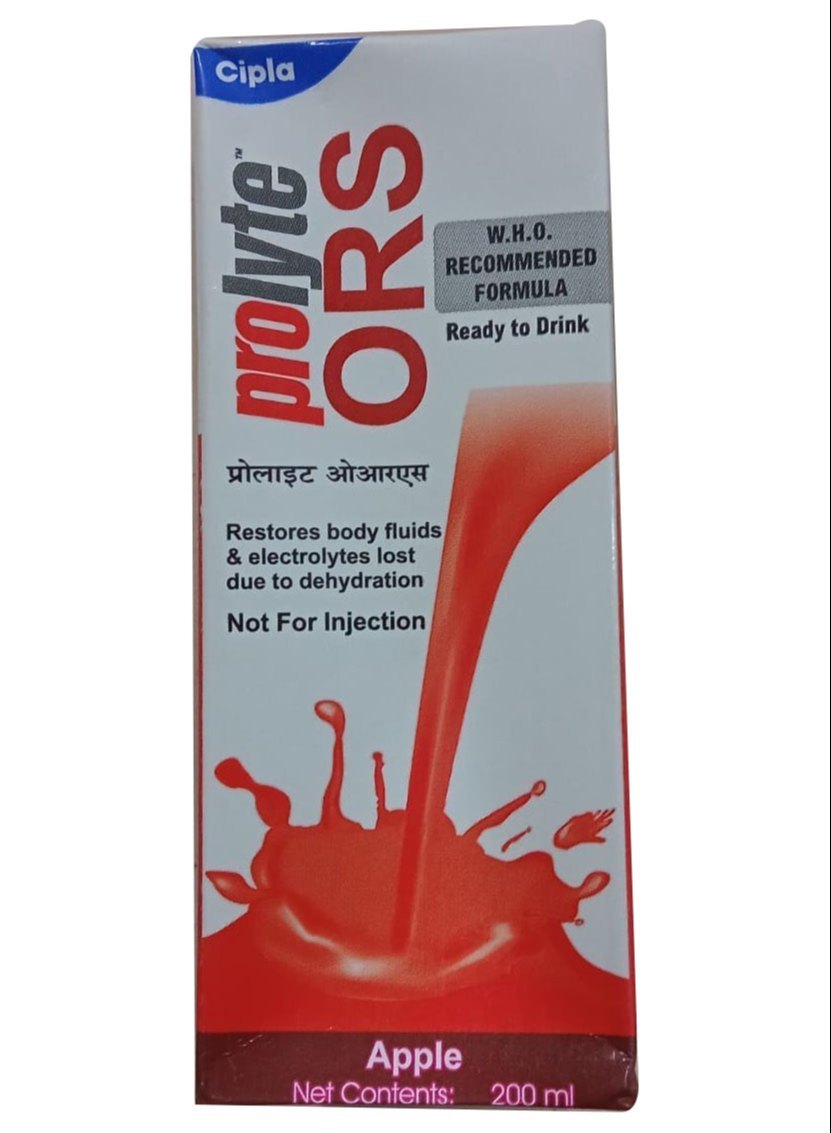 Cipla
prolyte™
ORS
W.H.O.
RECOMMENDED
FORMULA
Ready to Drink
प्रोलाइट ओआरएस
Restores body fluids
& electrolytes lost
due to dehydration
Not For Injection
Apple
Net Contents: 200 ml